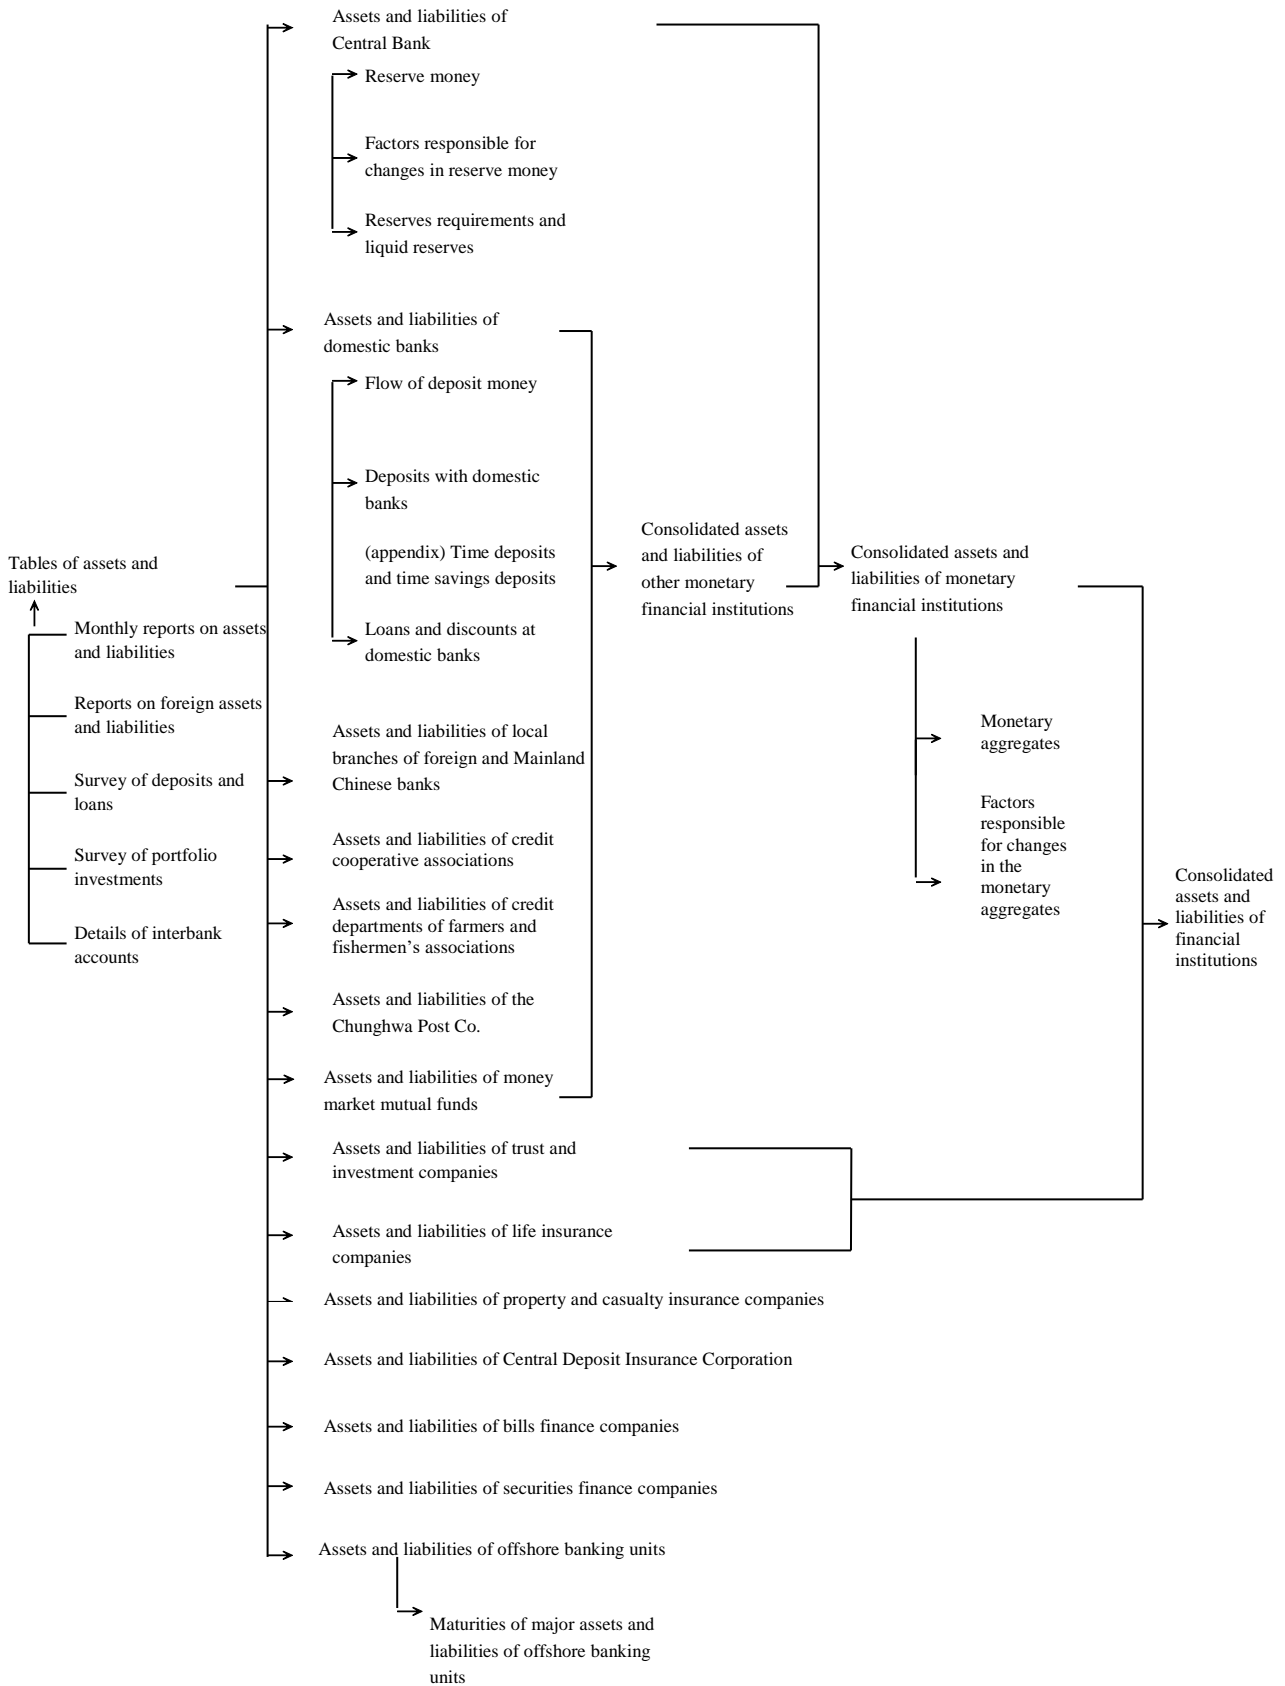 Assets and liabilities of
Central Bank
Reserve money
Factors responsible for
changes in reserve money
Reserves requirements and
liquid reserves
Assets and liabilities of
domestic banks
Flow of deposit money
Deposits with domestic
banks
(appendix) Time deposits
and time savings deposits
Loans and discounts at
domestic banks
Tables of assets and
liabilities
Monthly reports on assets
and liabilities
Reports on foreign assets
and liabilities
Survey of deposits and
loans
Survey of portfolio
investments
Details of interbank
accounts
Assets and liabilities of local
branches of foreign and Mainland
Chinese banks
Assets and liabilities of credit
cooperative associations
Assets and liabilities of credit
departments of farmers and
fishermen’s associations
Assets and liabilities of the
Chunghwa Post Co.
Assets and liabilities of money
market mutual funds
Assets and liabilities of trust and
investment companies
Assets and liabilities of life insurance
companies
Assets and liabilities of property and casualty insurance companies
Assets and liabilities of Central Deposit Insurance Corporation
Assets and liabilities of bills finance companies
Assets and liabilities of securities finance companies
Assets and liabilities of offshore banking units
Maturities of major assets and
liabilities of offshore banking
units
Consolidated assets
and liabilities of
other monetary
financial institutions
Consolidated assets and
liabilities of monetary
financial institutions
Monetary
aggregates
Factors
responsible
for changes
in the
monetary
aggregates
Consolidated
assets and
liabilities of
financial
institutions